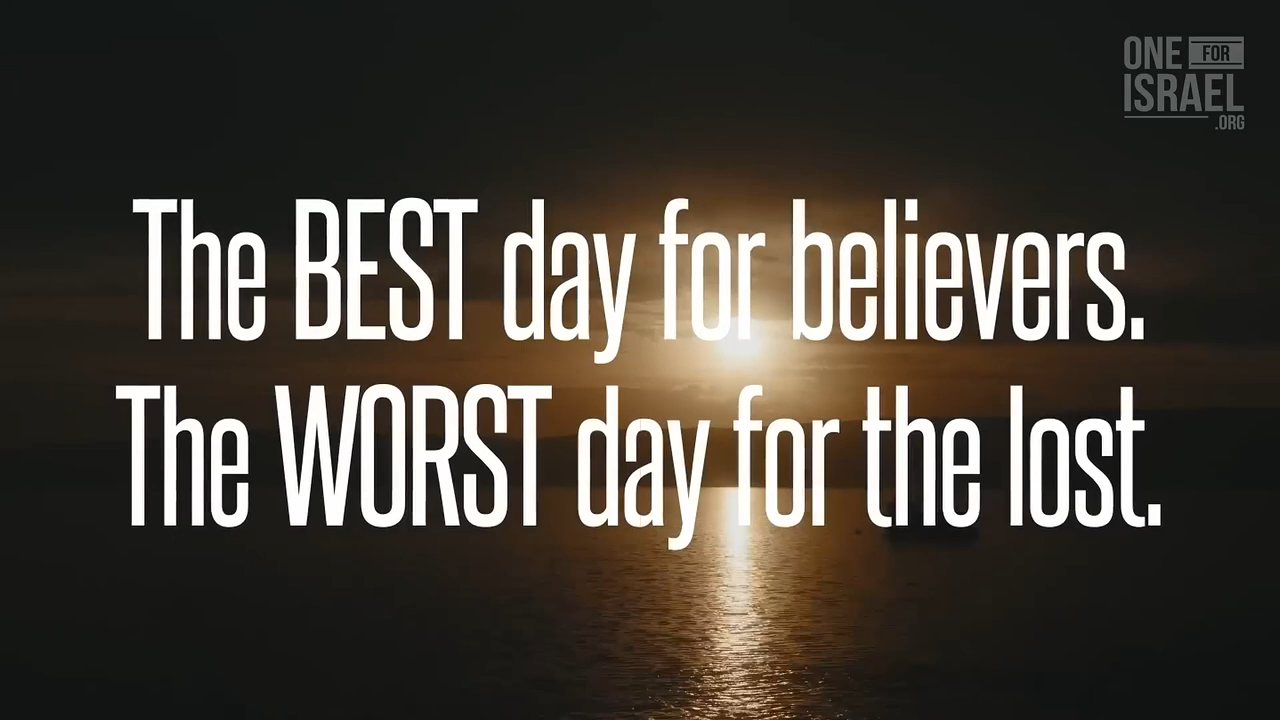 ONE FOR
ISRAEL
.ORG
The BEST day for believers.
The WORST day for the lost.